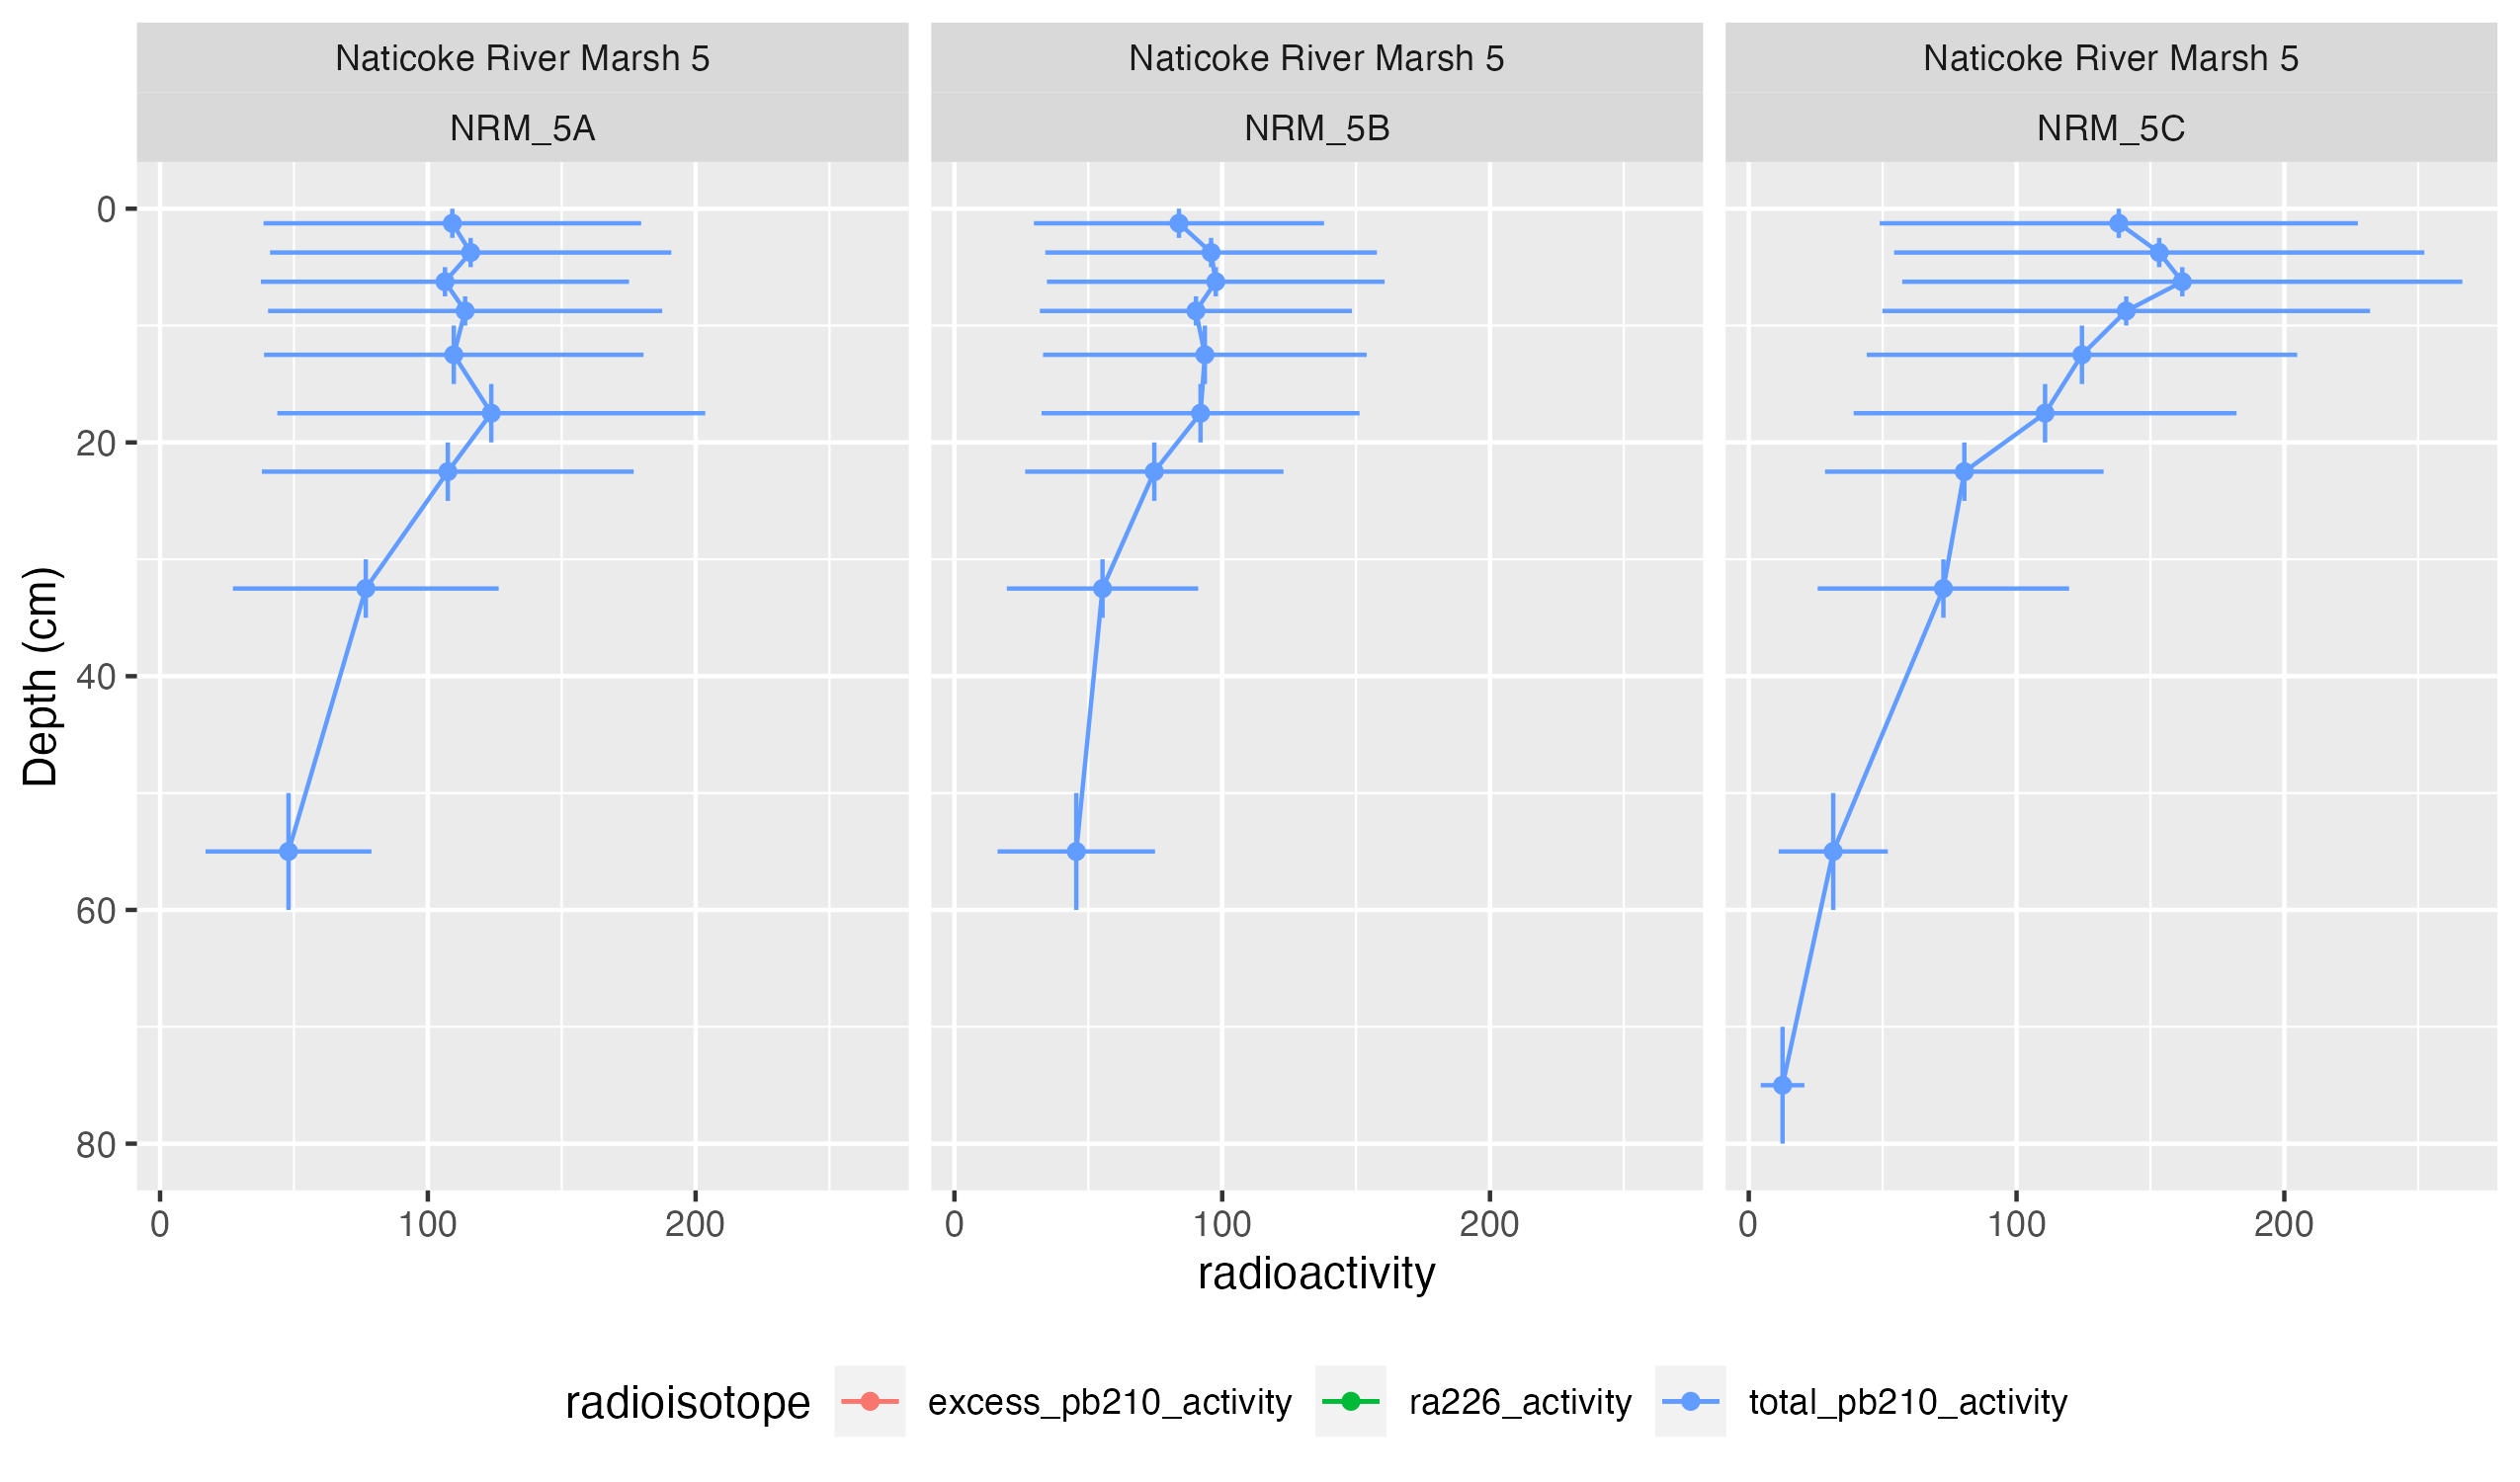 Naticoke River Marsh 5 Naticoke River Marsh 5 Naticoke River Marsh 5
NRM_5A NRM_5B NRM_5C
0
20
40
60
80
Depth (cm)
0 100 200 0 100 200 0 100 200
radioactivity
radioisotope excess_pb210_activity ra226_activity total_pb210_activity